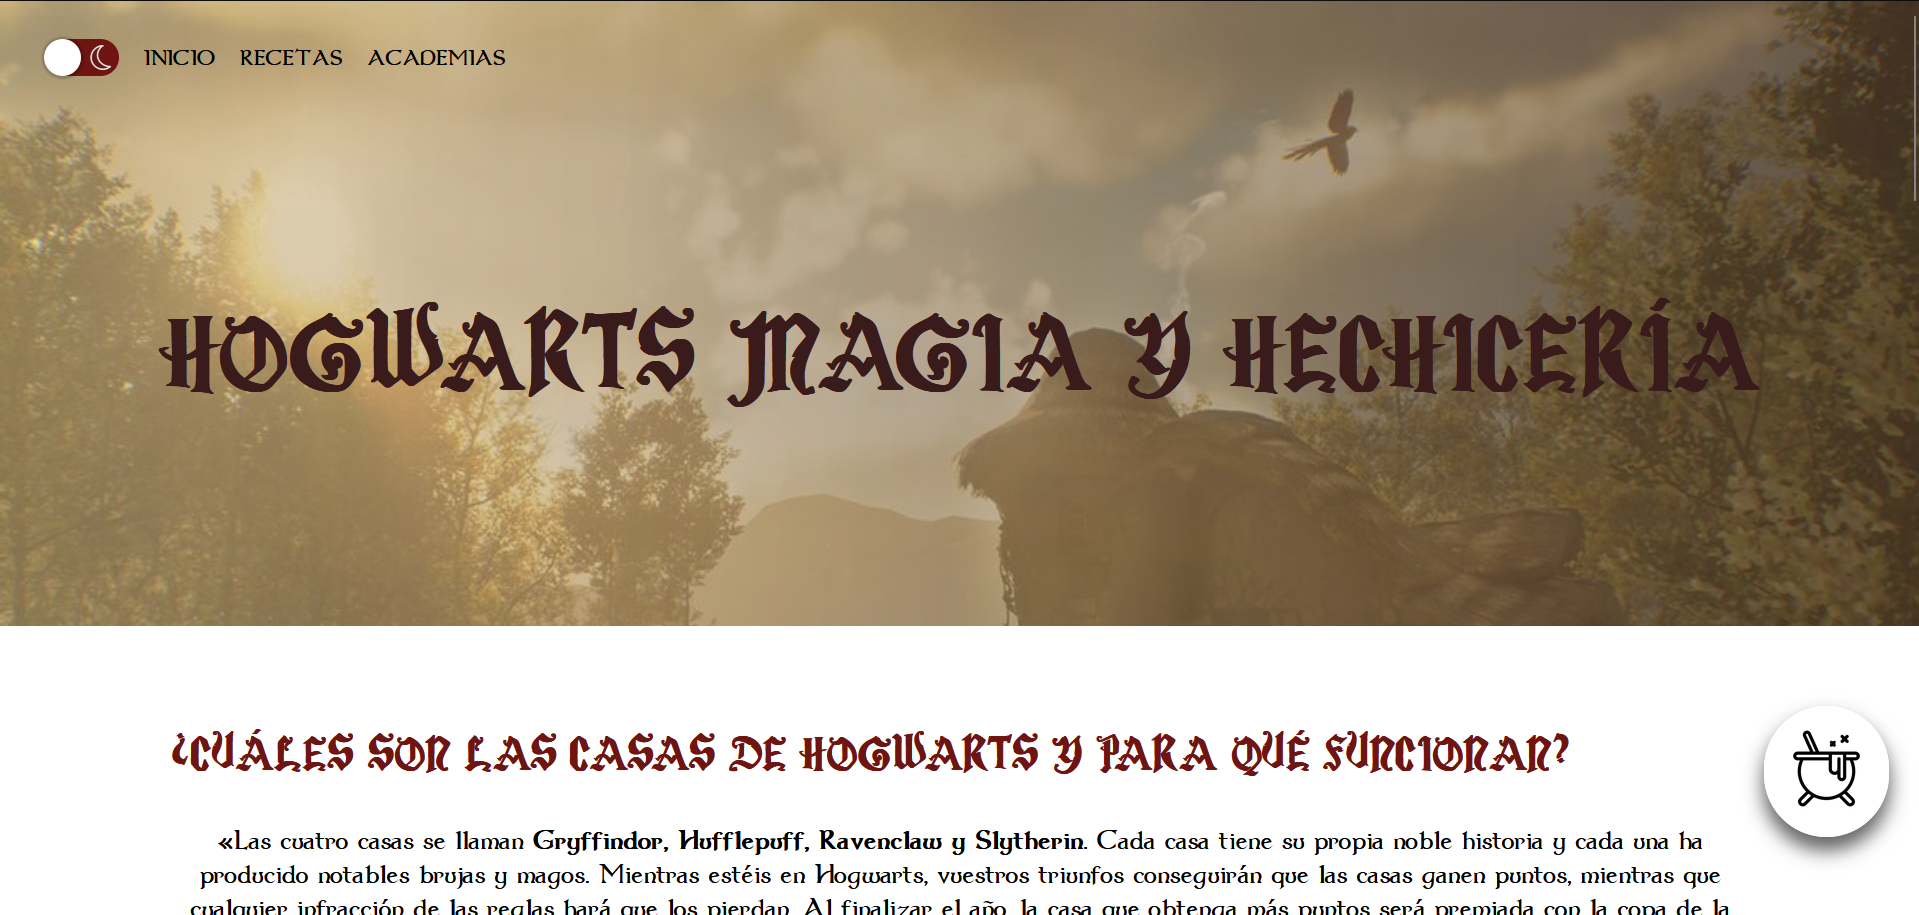 INICIO RECETAS ACADEMIAS
HOGWARTS MAGIA Y HECHICERÍA
¿CUÁLES SON LAS CASAS DE HOGWARTS Y PARA QUÉ FUNCIONAN?
«Las cuatro casas se llaman Gryffindor, Hufflepuff, Ravenclaw y Slytherin. Cada casa tiene su propia noble historia y cada una ha
producido notables brujas y magos. Mientras estéis en Hogwarts, vuestros triunfos conseguirán que las casas ganen puntos, mientras que
cualquier infracción de las reglas hará que los pierdan. Al finalizar el año, la casa que obtenga más puntos será premiada con la copa de la